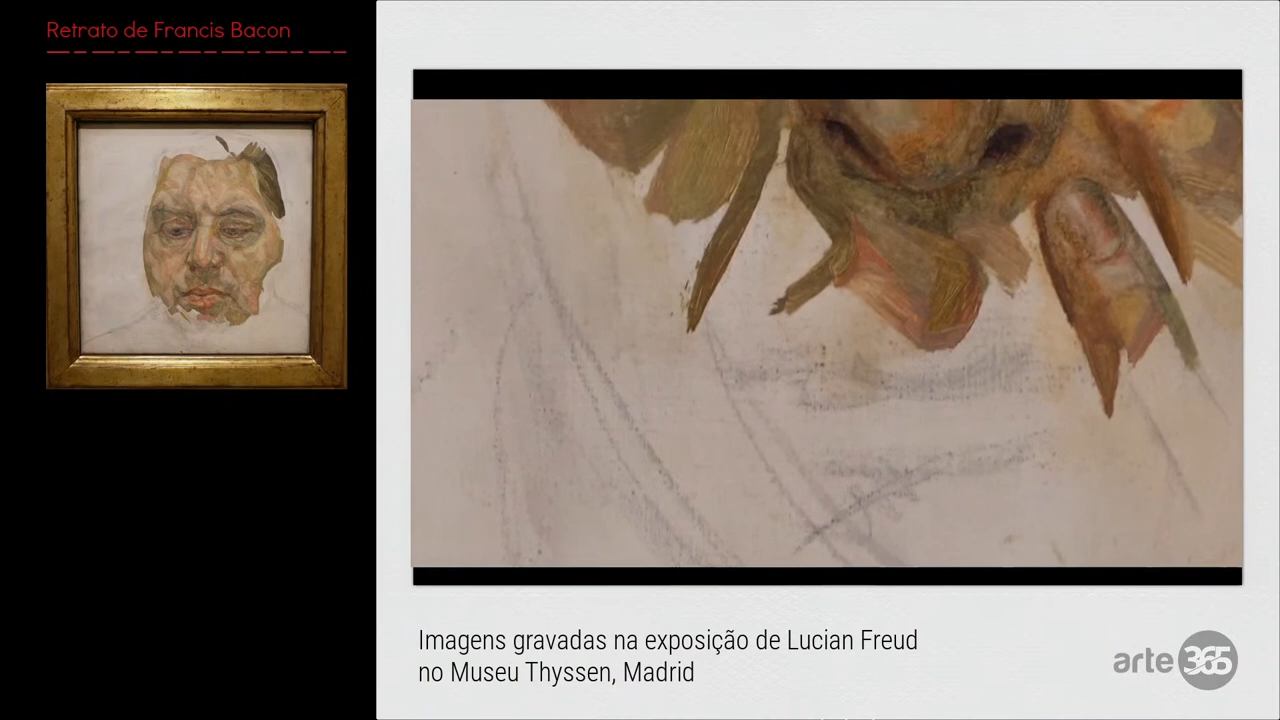 Retrato de Francis Bacon
Imagens gravadas na exposição de Lucian Freud
no Museu Thyssen, Madrid
arte 365